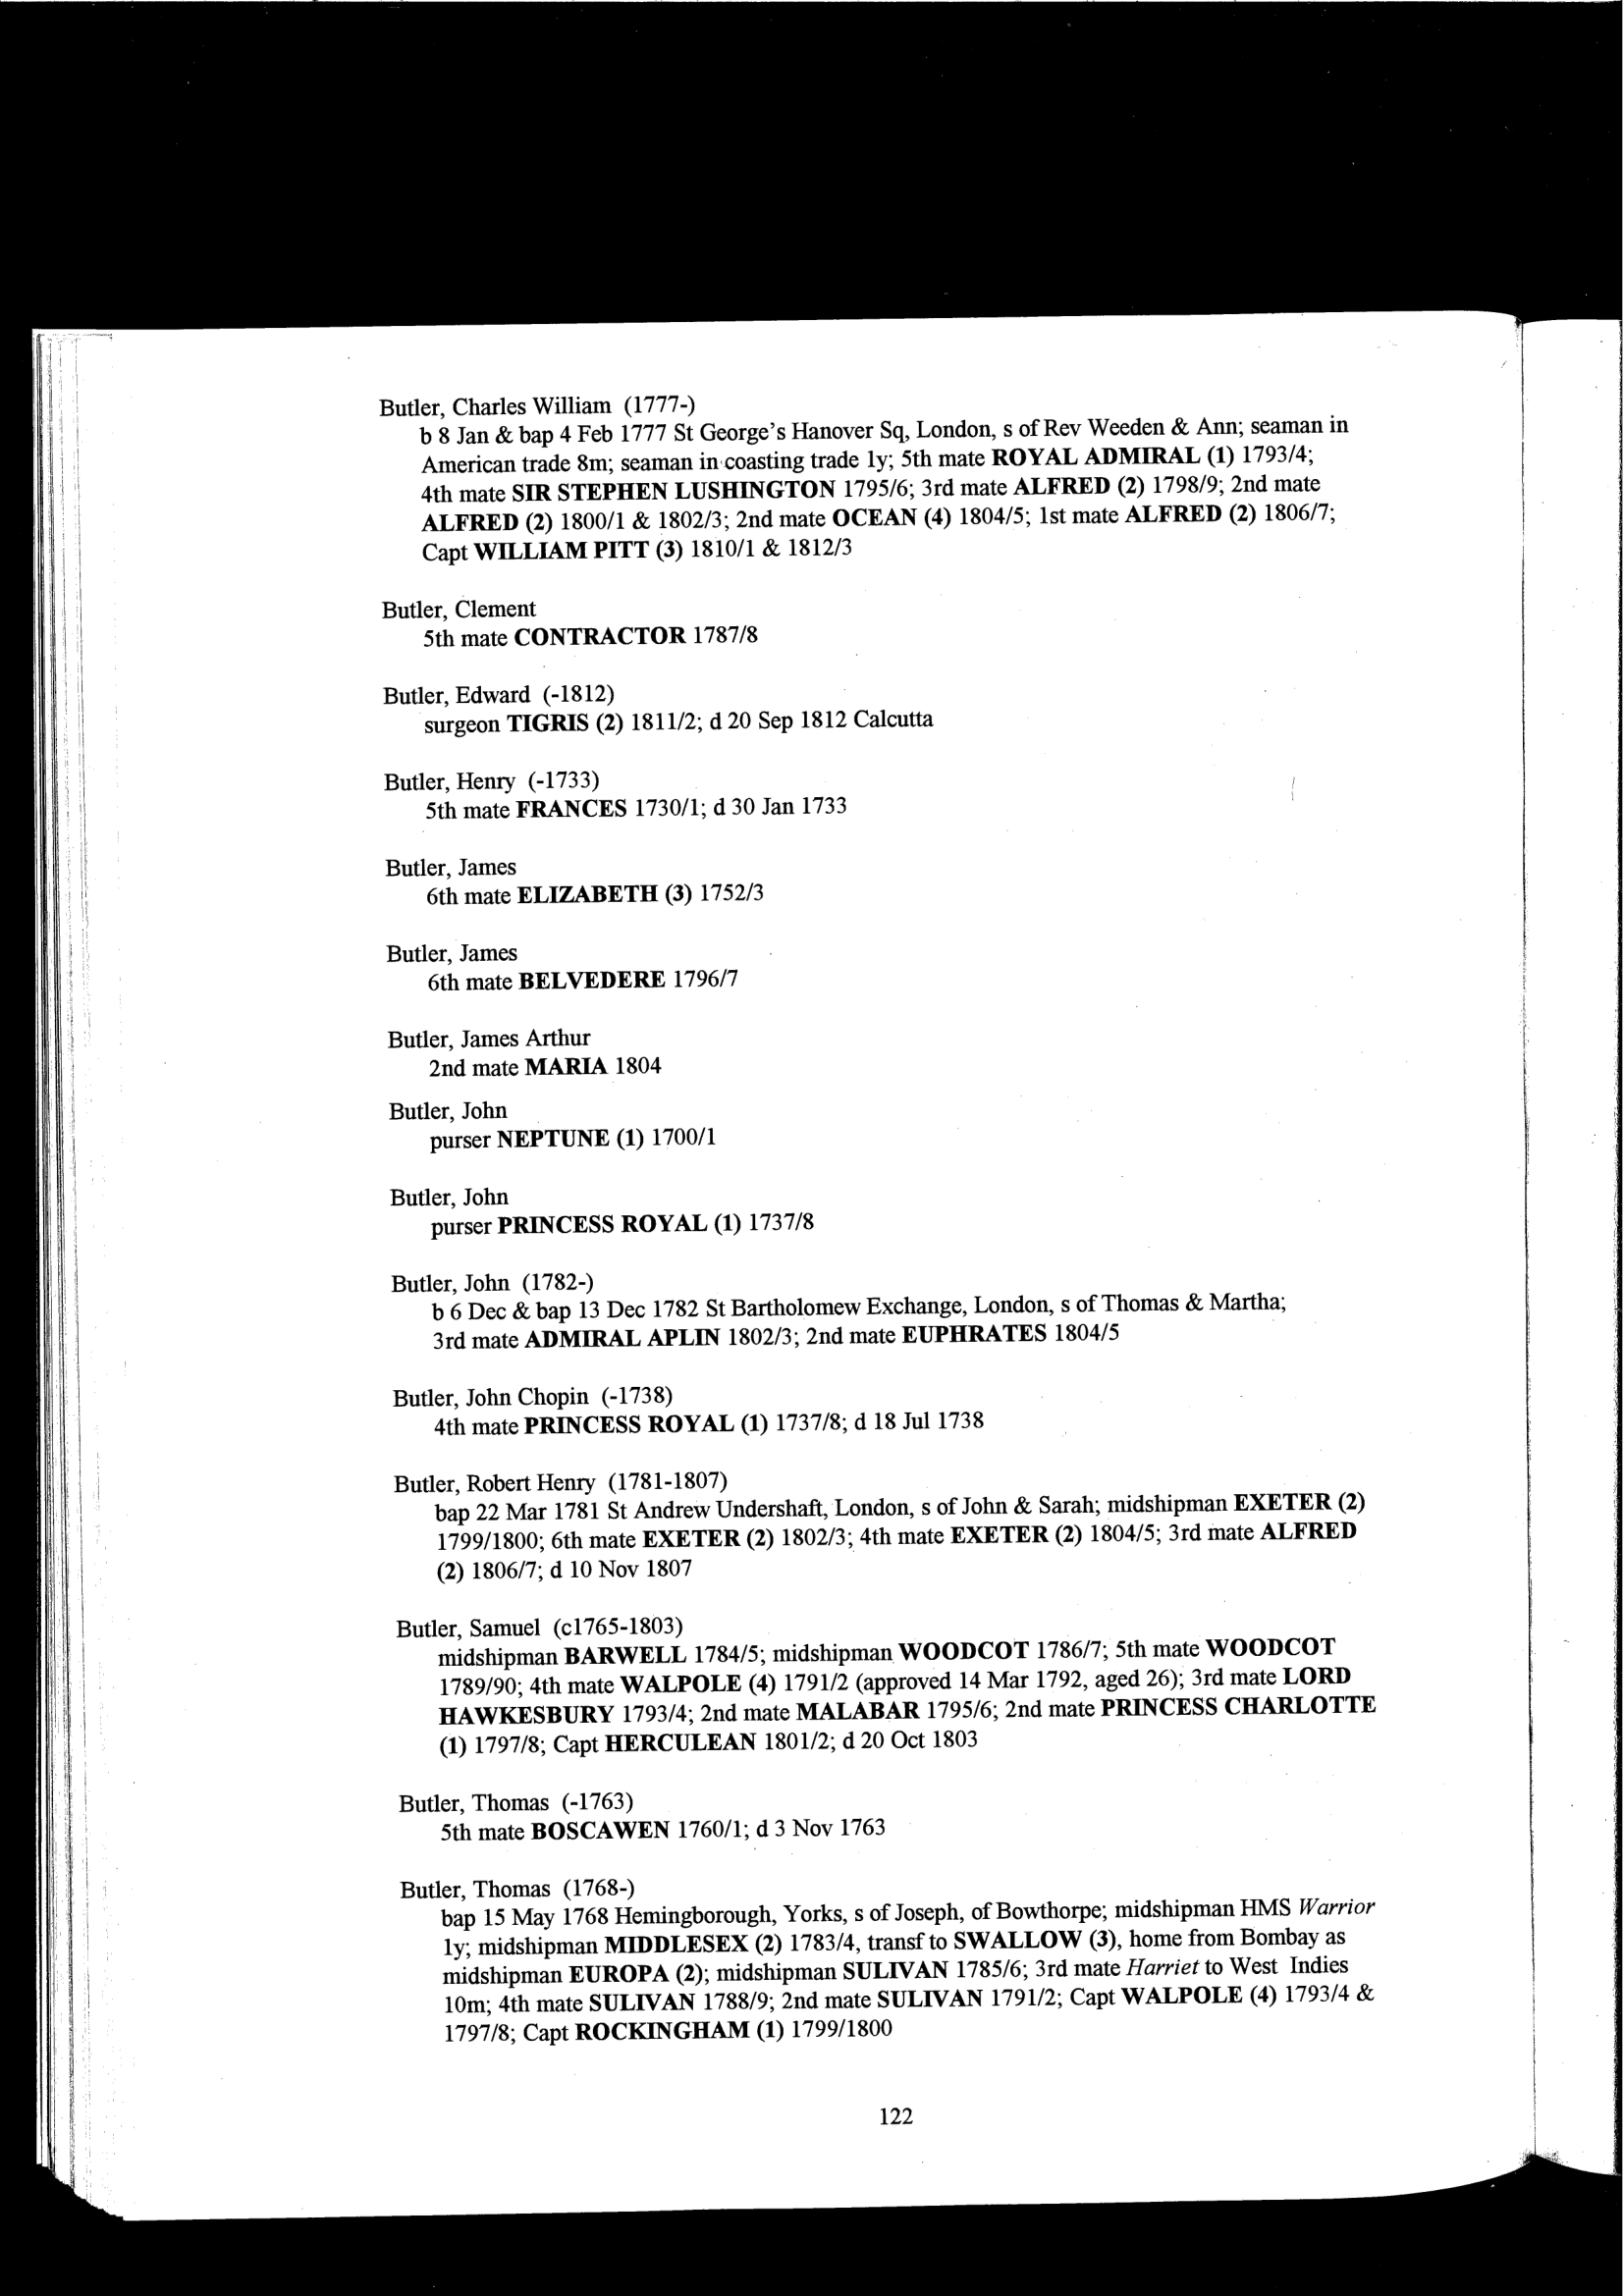 Butler, Charles William (1777-)
b 8 Jan & bap 4 Feb 1777 St George's Hanover Sq, London, s of Rev Weeden & Ann; seaman in
American trade 8m; seaman in coasting trade 1y; 5th mate ROYAL ADMIRAL (1) 1793/4;
4th mate SIR STEPHEN LUSHINGTON 1795/6; 3rd mate ALFRED (2) 1798/9; 2nd mate
ALFRED (2) 1800/1 & 1802/3; 2nd mate OCEAN (4) 1804/5; 1st mate ALFRED (2) 1806/7;
Capt WILLIAM PITT (3) 1810/1 & 1812/3
Butler, Clement
5th mate CONTRACTOR 1787/8
Butler, Edward (-1812)
surgeon TIGRIS (2) 1811/2; d 20 Sep 1812 Calcutta
Butler, Henry (-1733)
5th mate FRANCES 1730/1; d 30 Jan 1733
Butler, James
6th mate ELIZABETH (3) 1752/3
Butler, James
6th mate BELVEDERE 1796/7
Butler, James Arthur
2nd mate MARIA 1804
Butler, John
purser NEPTUNE (1) 1700/1
Butler, John
purser PRINCESS ROYAL (1) 1737/8
Butler, John (1782-)
b 6 Dec & bap 13 Dec 1782 St Bartholomew Exchange, London, s of Thomas & Martha;
3rd mate ADMIRAL APLIN 1802/3; 2nd mate EUPHRATES 1804/5
Butler, John Chopin (-1738)
4th mate PRINCESS ROYAL (1) 1737/8; d 18 Jul 1738
Butler, Robert Henry (1781-1807)
bap 22 Mar 1781 St Andrew Undershaft, London, s of John & Sarah; midshipman EXETER (2)
1799/1800; 6th mate EXETER (2) 1802/3; 4th mate EXETER (2) 1804/5; 3rd mate ALFRED
(2) 1806/7; d 10 Nov 1807
Butler, Samuel (c1765-1803)
midshipman BARWELL 1784/5; midshipman WOODCOT 1786/7; 5th mate WOODCOT
1789/90; 4th mate WALPOLE (4) 1791/2 (approved 14 Mar 1792, aged 26); 3rd mate LORD
HAWKESBURY 1793/4; 2nd mate MALABAR 1795/6; 2nd mate PRINCESS CHARLOTTE
(1) 1797/8; Capt HERCULEAN 1801/2; d 20 Oct 1803
Butler, Thomas (-1763)
5th mate BOSCAWEN 1760/1; d 3 Nov 1763
Butler, Thomas (1768-)
bap 15 May 1768 Hemingborough, Yorks, s of Joseph, of Bowthorpe; midshipman HMS Warrior
1y; midshipman MIDDLESEX (2) 1783/4, transf to SWALLOW (3), home from Bombay as
midshipman EUROPA (2); midshipman SULIVAN 1785/6; 3rd mate Harriet to West Indies
10m; 4th mate SULIVAN 1788/9; 2nd mate SULIVAN 1791/2; Capt WALPOLE (4) 1793/4 &
1797/8; Capt ROCKINGHAM (1) 1799/1800
122